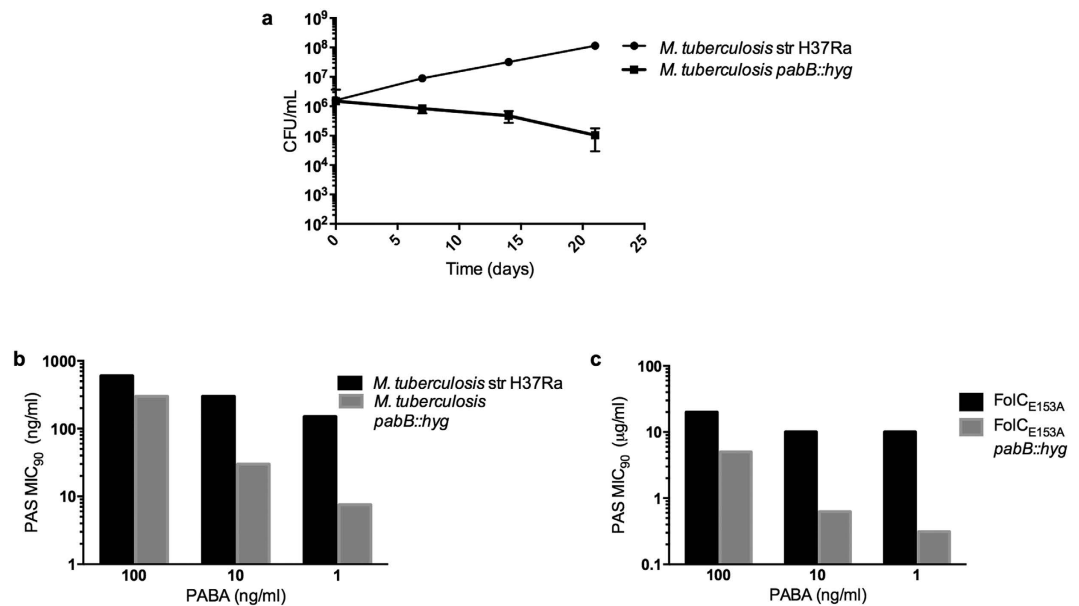 a
10⁹
10⁸
10⁷
10⁶
10⁵
10⁴
10³
10²
CFU/mL
0
5
10
15
20
25
Time (days)
M. tuberculosis str H37Ra
M. tuberculosis pabB::hyg
b
1000
100
10
1
PAS MIC₉₀ (ng/ml)
100
10
1
PABA (ng/ml)
M. tuberculosis str H37Ra
M. tuberculosis
pabB::hyg
c
100
10
1
0.1
PAS MIC₉₀ (μg/ml)
100
10
1
PABA (ng/ml)
FolC_E153A
FolC_E153A
pabB::hyg